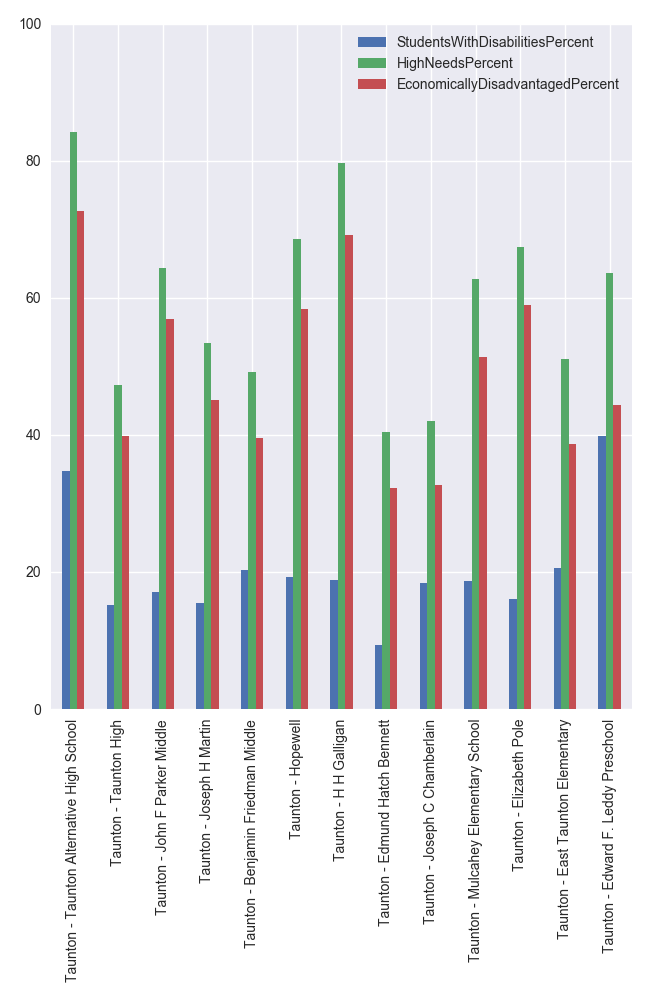 100
80
60
40
20
0
StudentsWithDisabilitiesPercent
HighNeedsPercent
EconomicallyDisadvantagedPercent
Taunton - Taunton Alternative High School
Taunton - Taunton High
Taunton - John F Parker Middle
Taunton - Joseph H Martin
Taunton - Benjamin Friedman Middle
Taunton - Hopewell
Taunton - H H Galligan
Taunton - Edmund Hatch Bennett
Taunton - Joseph C Chamberlain
Taunton - Mulcahey Elementary School
Taunton - Elizabeth Pole
Taunton - East Taunton Elementary
Taunton - Edward F. Leddy Preschool